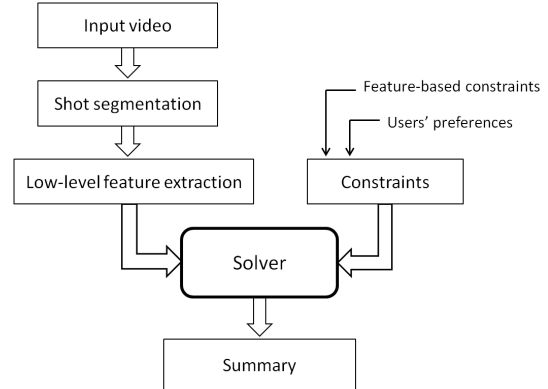 Input video
Shot segmentation
Feature-based constraints
Users' preferences
Low-level feature extraction
Constraints
Solver
Summary